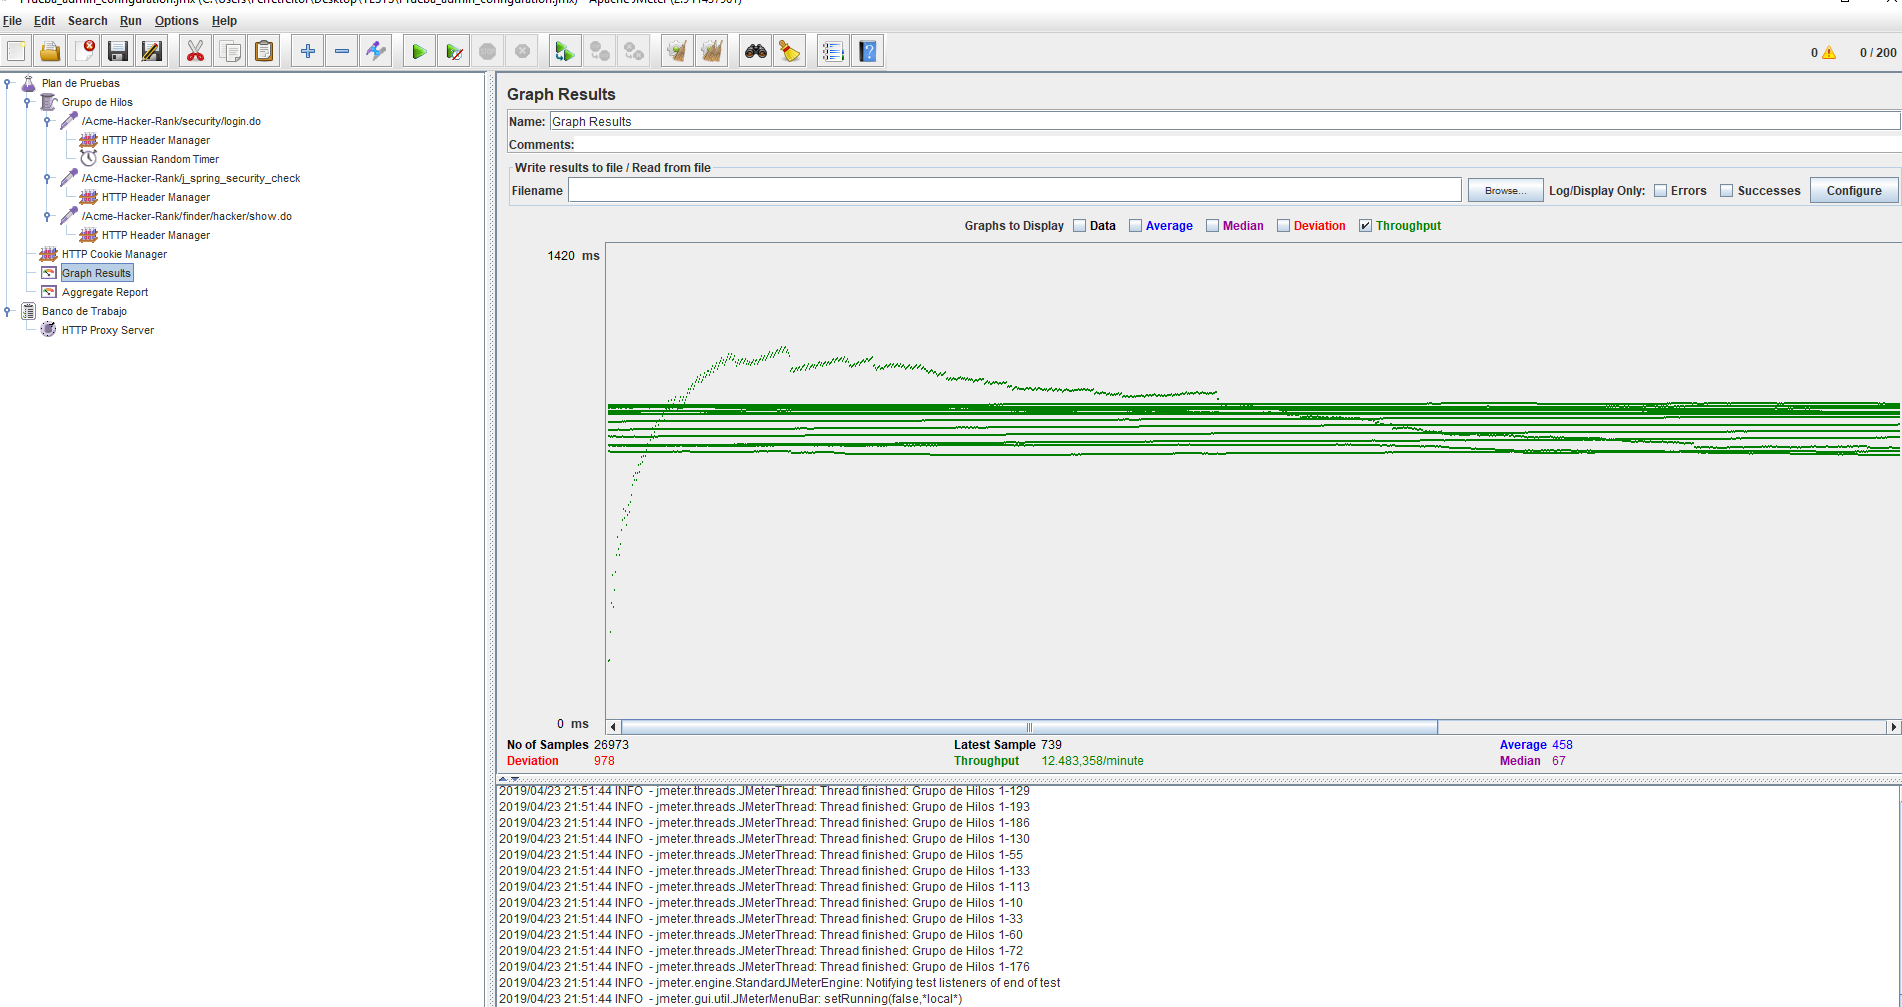 File Edit Search Run Options Help
0 0 / 200
Plan de Pruebas
Grupo de Hilos
/Acme-Hacker-Rank/security/login.do
HTTP Header Manager
Gaussian Random Timer
/Acme-Hacker-Rank/j_spring_security_check
HTTP Header Manager
/Acme-Hacker-Rank/finder/hacker/show.do
HTTP Header Manager
HTTP Cookie Manager
Graph Results
Aggregate Report
Banco de Trabajo
HTTP Proxy Server
Graph Results
Name: Graph Results
Comments:
Write results to file / Read from file
Filename Browse... Log/Display Only: Errors Successes Configure
Graphs to Display Data Average Median Deviation Throughput
1420 ms
0 ms
No of Samples 26973 Latest Sample 739 Average 458
Deviation 978 Throughput 12.483,358/minute Median 67
2019/04/23 21:51:44 INFO - jmeter.threads.JMeterThread: Thread finished: Grupo de Hilos 1-129
2019/04/23 21:51:44 INFO - jmeter.threads.JMeterThread: Thread finished: Grupo de Hilos 1-193
2019/04/23 21:51:44 INFO - jmeter.threads.JMeterThread: Thread finished: Grupo de Hilos 1-186
2019/04/23 21:51:44 INFO - jmeter.threads.JMeterThread: Thread finished: Grupo de Hilos 1-130
2019/04/23 21:51:44 INFO - jmeter.threads.JMeterThread: Thread finished: Grupo de Hilos 1-55
2019/04/23 21:51:44 INFO - jmeter.threads.JMeterThread: Thread finished: Grupo de Hilos 1-133
2019/04/23 21:51:44 INFO - jmeter.threads.JMeterThread: Thread finished: Grupo de Hilos 1-113
2019/04/23 21:51:44 INFO - jmeter.threads.JMeterThread: Thread finished: Grupo de Hilos 1-10
2019/04/23 21:51:44 INFO - jmeter.threads.JMeterThread: Thread finished: Grupo de Hilos 1-33
2019/04/23 21:51:44 INFO - jmeter.threads.JMeterThread: Thread finished: Grupo de Hilos 1-60
2019/04/23 21:51:44 INFO - jmeter.threads.JMeterThread: Thread finished: Grupo de Hilos 1-72
2019/04/23 21:51:44 INFO - jmeter.threads.JMeterThread: Thread finished: Grupo de Hilos 1-176
2019/04/23 21:51:44 INFO - jmeter.engine.StandardJMeterEngine: Notifying test listeners of end of test
2019/04/23 21:51:44 INFO - jmeter.gui.util.JMeterMenuBar: setRunning(false,*local*)